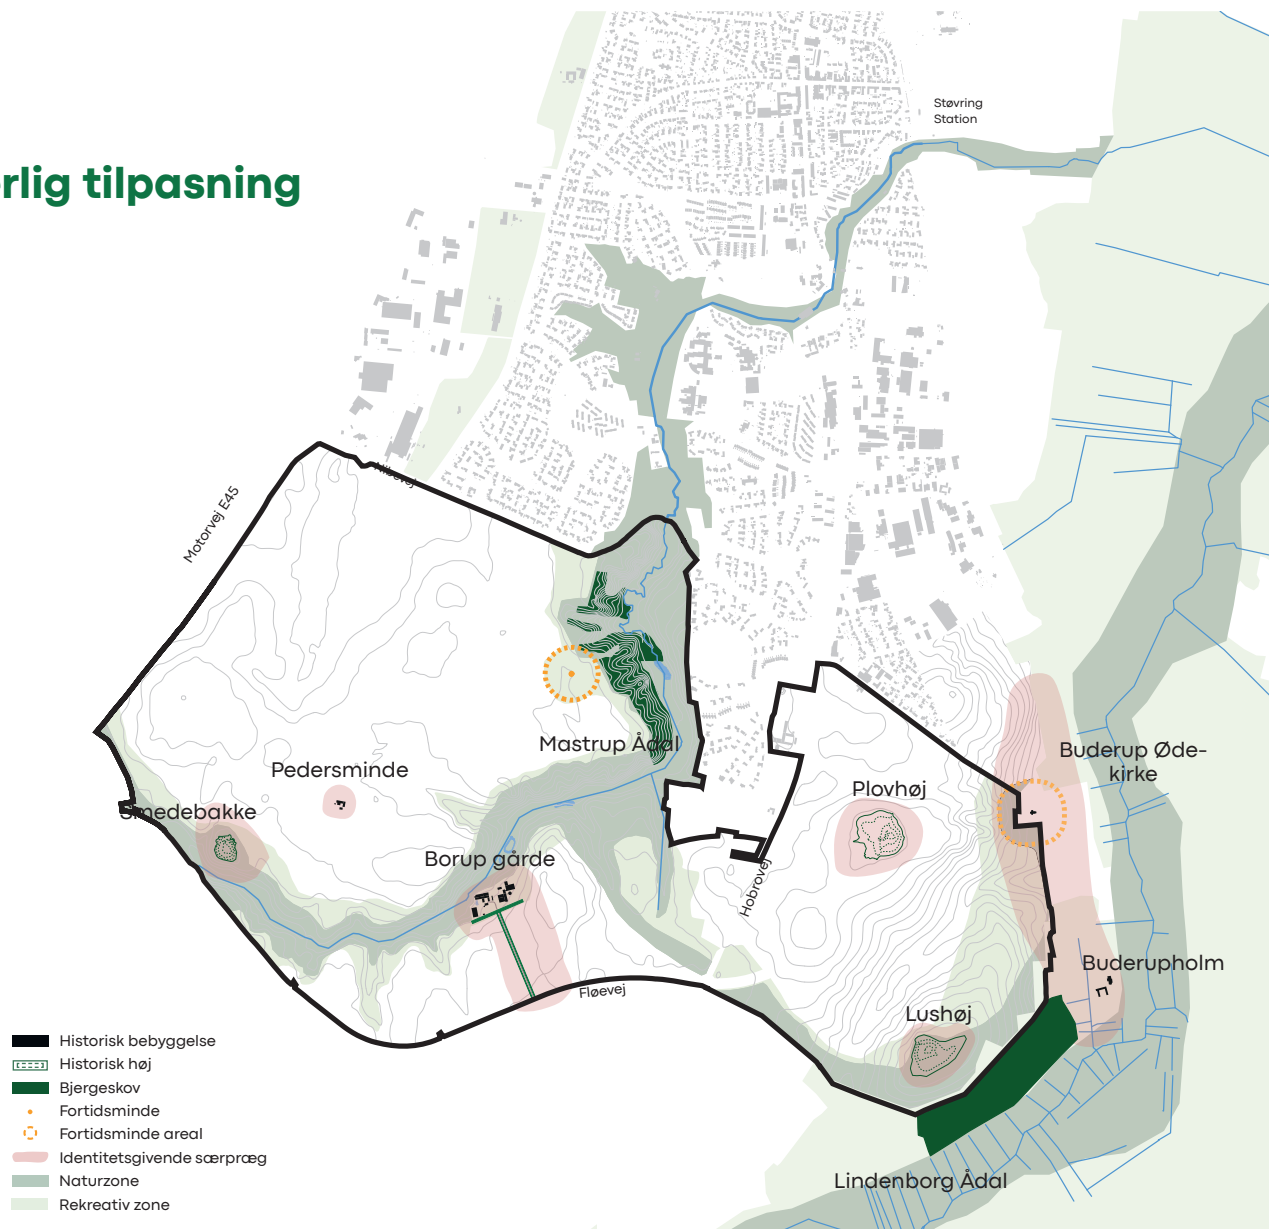 rlig tilpasning
Støvring
Station
Nibevej
Motorvej E45
Mastrup Ådal
Pedersminde
Smedebakke
Borup gårde
Hobrovej
Fløevej
Plovhøj
Buderup Øde-
kirke
Buderupholm
Lushøj
Lindenborg Ådal
Historisk bebyggelse
Historisk høj
Bjergeskov
Fortidsminde
Fortidsminde areal
Identitetsgivende særpræg
Naturzone
Rekreativ zone